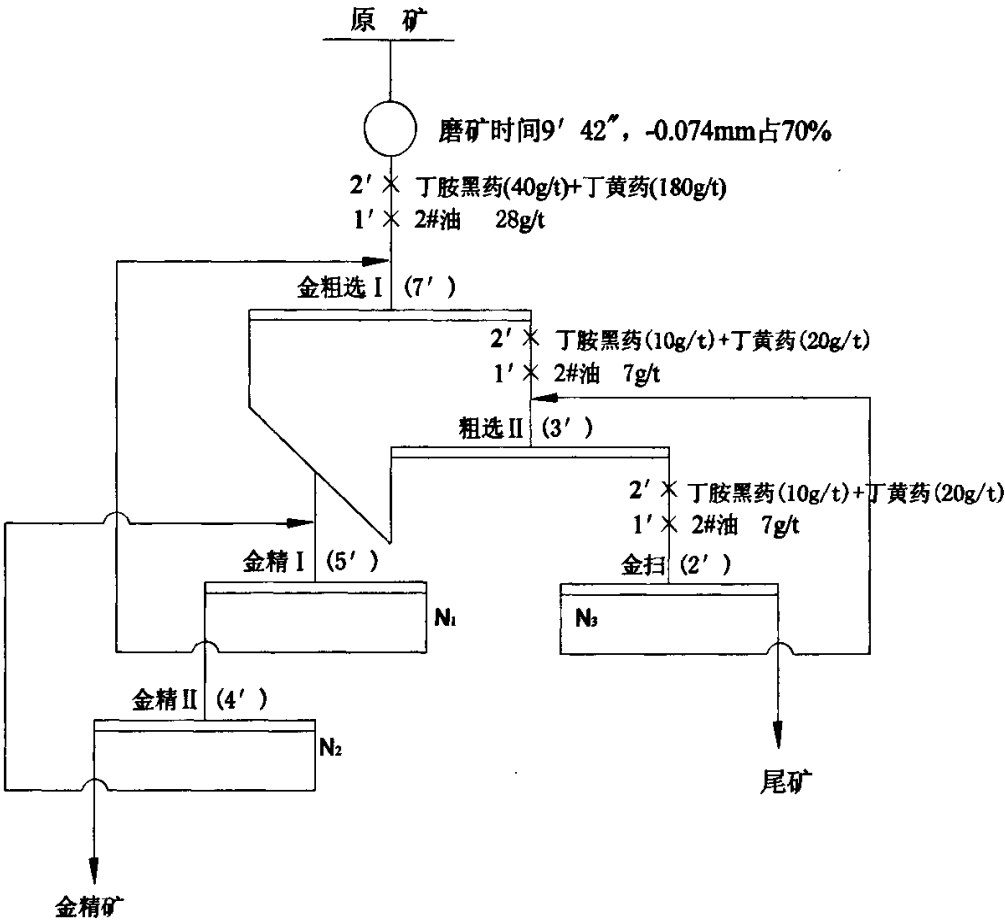 原 矿
磨矿时间9′ 42″，-0.074mm占70%
2′ 丁胺黑药(40g/t)+丁黄药(180g/t)
1′ 2#油 28g/t
金粗选Ⅰ (7′)
2′ 丁胺黑药(10g/t)+丁黄药(20g/t)
1′ 2#油 7g/t
粗选Ⅱ (3′)
2′ 丁胺黑药(10g/t)+丁黄药(20g/t)
1′ 2#油 7g/t
金精Ⅰ (5′)
金扫 (2′)
N₁
N₃
金精Ⅱ (4′)
N₂
尾矿
金精矿